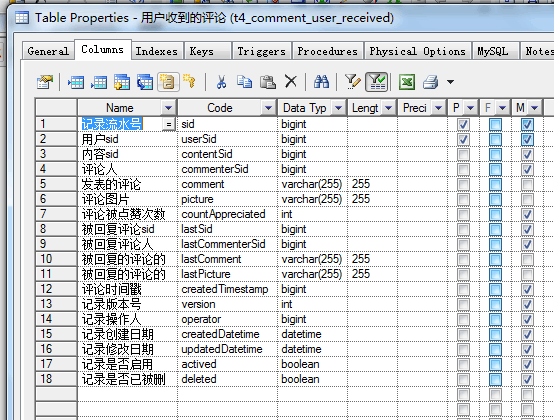 Table Properties - 用户收到的评论 (t4_comment_user_received)
General Columns Indexes Keys Triggers Procedures Physical Options MySQL Notes
Name Code Data Typ Lengt Preci P F M
1 记录流水号 = sid bigint
2 用户sid userSid bigint
3 内容sid contentSid bigint
4 评论人 commenterSid bigint
5 发表的评论 comment varchar(255) 255
6 评论图片 picture varchar(255) 255
7 评论被点赞次数 countAppreciated int
8 被回复评论sid lastSid bigint
9 被回复评论人 lastCommenterSid bigint
10 被回复的评论的 lastComment varchar(255) 255
11 被回复的评论的 lastPicture varchar(255) 255
12 评论时间戳 createdTimestamp bigint
13 记录版本号 version int
14 记录操作人 operator bigint
15 记录创建日期 createdDatetime datetime
16 记录修改日期 updatedDatetime datetime
17 记录是否启用 actived boolean
18 记录是否已被删 deleted boolean